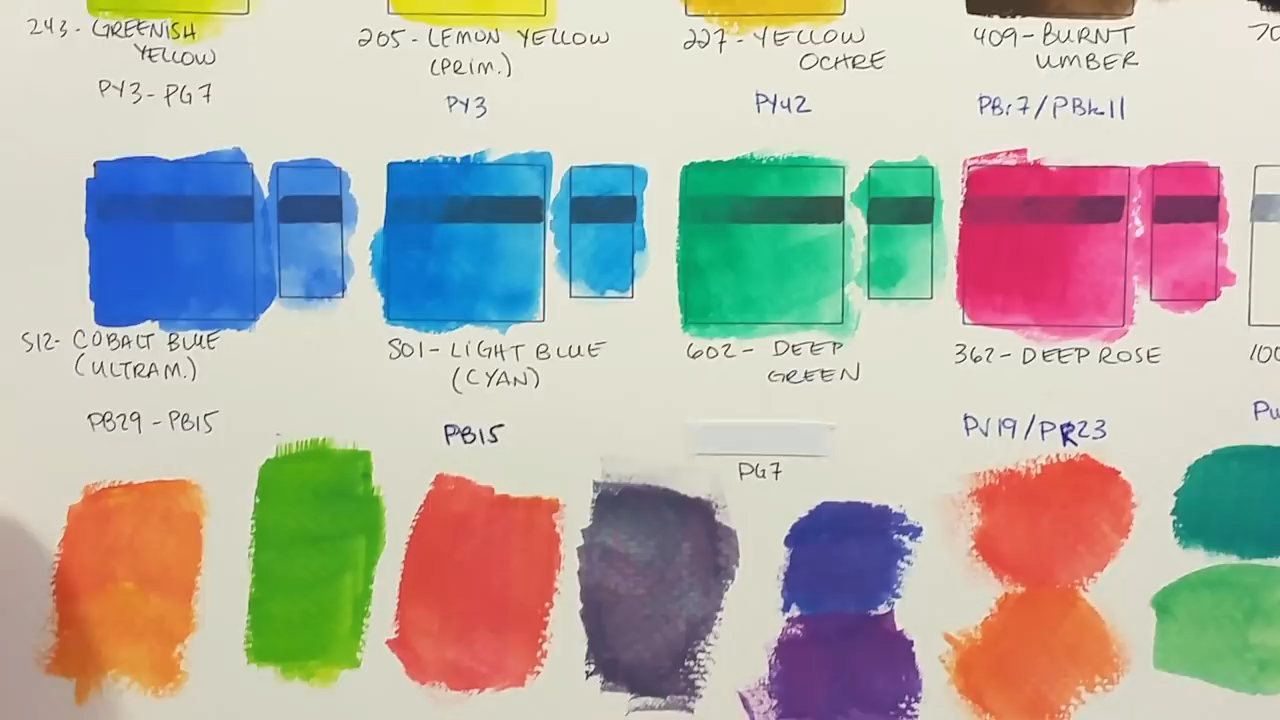 243- GREENISH
YELLOW
PY3-PG7
205- LEMON YELLOW
(PRIM.)
PY3
227- YELLOW
OCHRE
PY42
409-BURNT
UMBER
PBr7/PBk11
70
512- COBALT BLUE
(ULTRAM.)
PB29-PB15
501-LIGHT BLUE
(CYAN)
PB15
602- DEEP
GREEN
PG7
362-DEEP ROSE
PV19/PR23
100